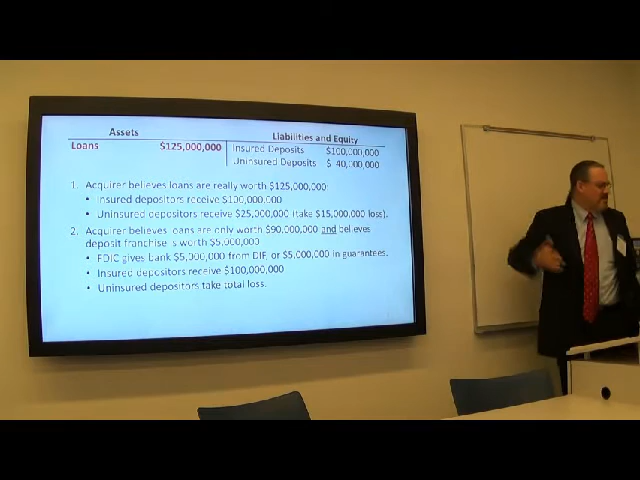 Assets
Liabilities and Equity
Loans $125,000,000 Insured Deposits $100,000,000
Uninsured Deposits $ 40,000,000
1. Acquirer believes loans are really worth $125,000,000:
• Insured depositors receive $100,000,000
• Uninsured depositors receive $25,000,000 (take $15,000,000 loss).
2. Acquirer believes loans are only worth $90,000,000 and believes
deposit franchise is worth $5,000,000
• FDIC gives bank $5,000,000 from DIF, or $5,000,000 in guarantees.
• Insured depositors receive $100,000,000
• Uninsured depositors take total loss.